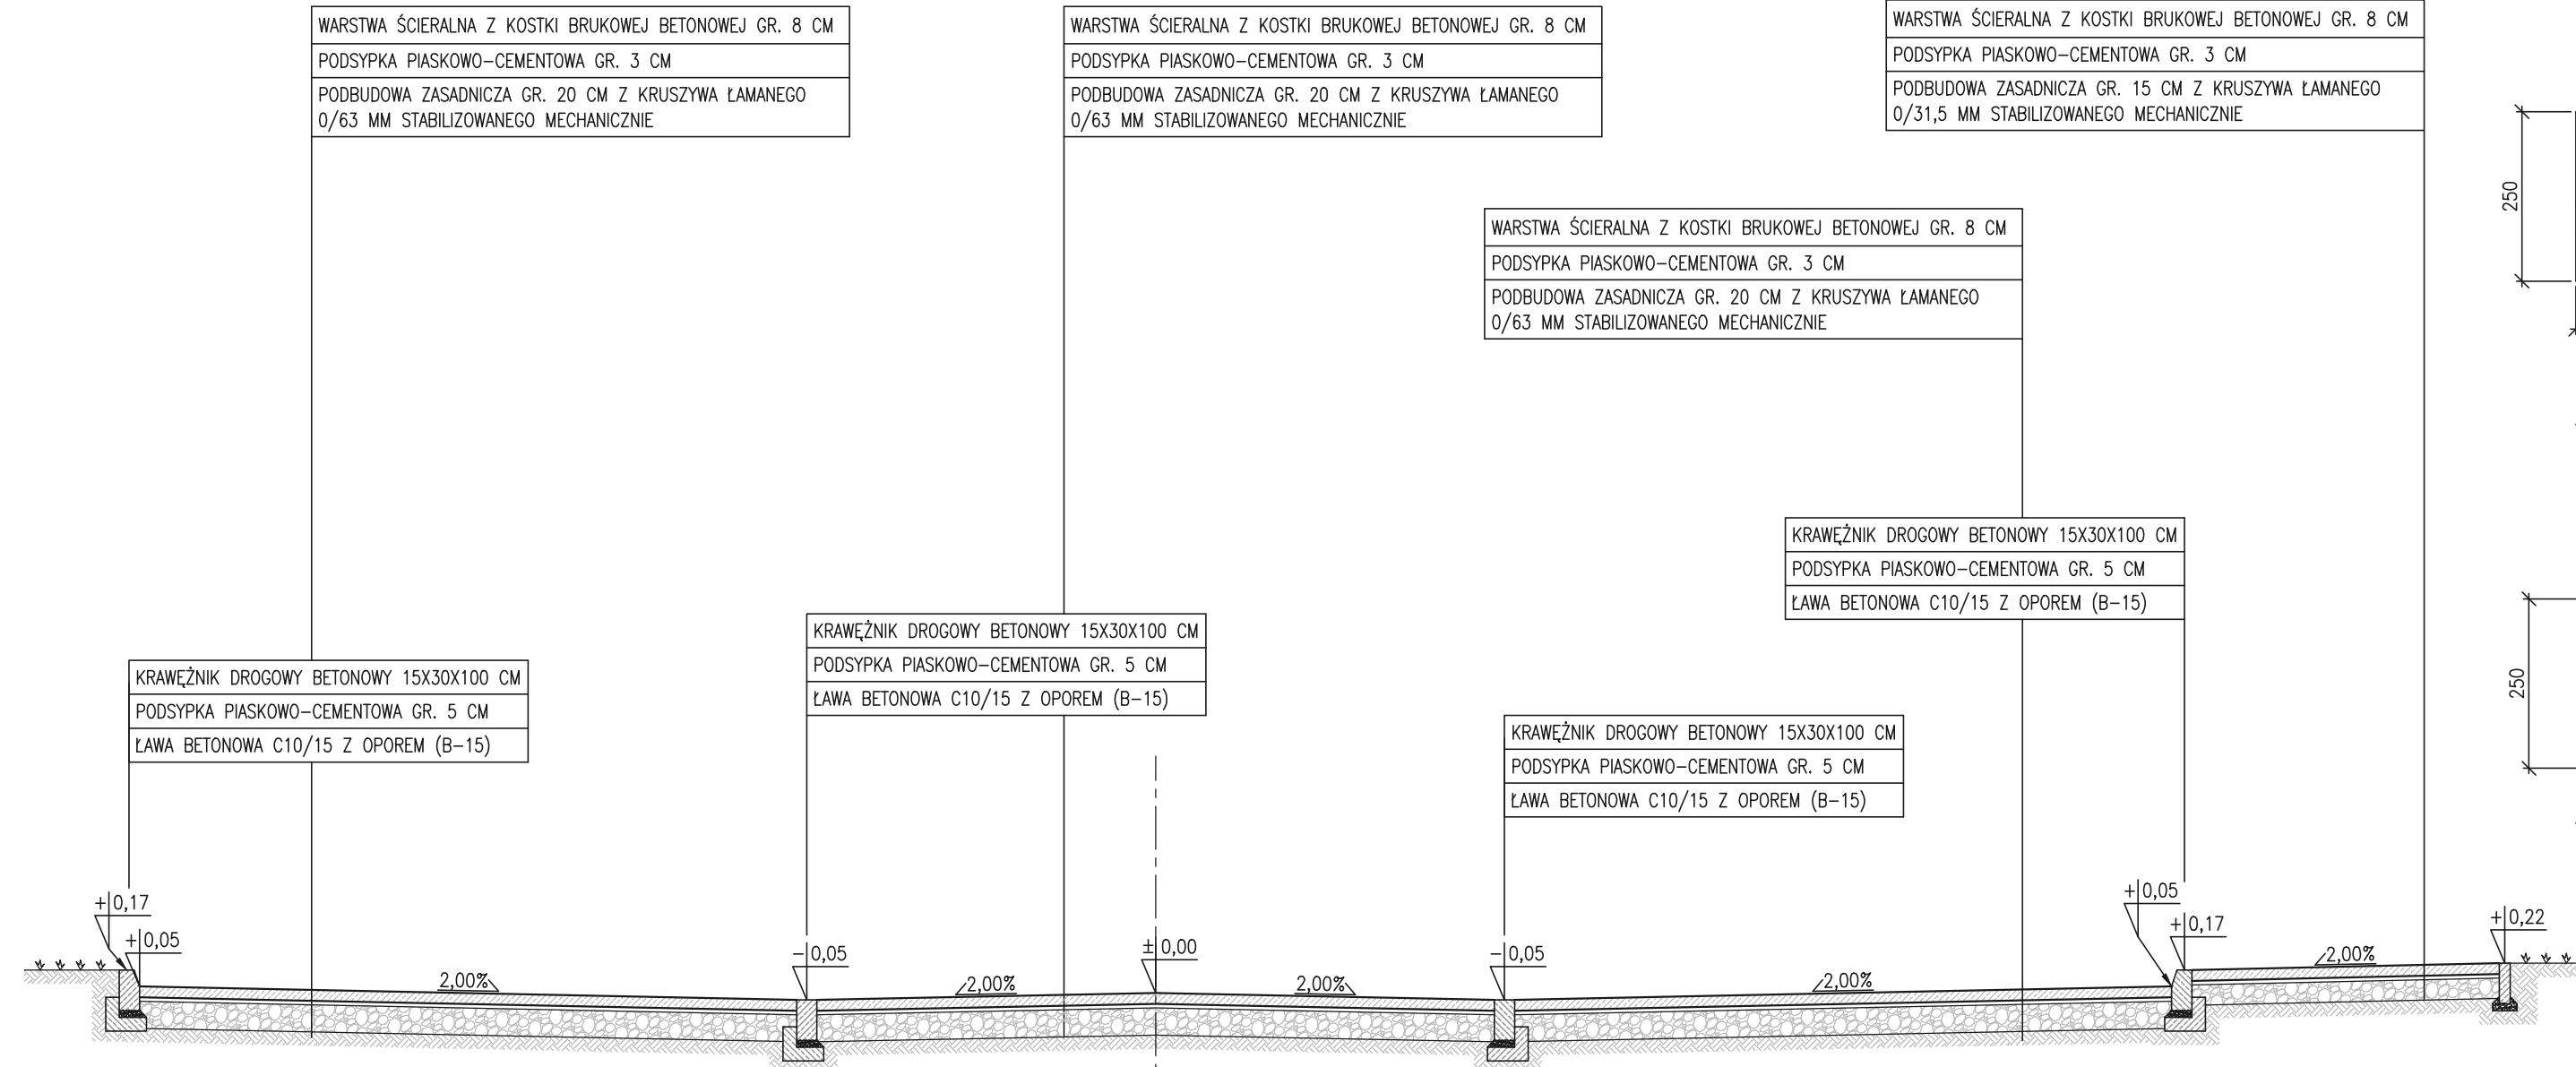 WARSTWA ŚCIERALNA Z KOSTKI BRUKOWEJ BETONOWEJ GR. 8 CM
PODSYPKA PIASKOWO-CEMENTOWA GR. 3 CM
PODBUDOWA ZASADNICZA GR. 20 CM Z KRUSZYWA ŁAMANEGO
0/63 MM STABILIZOWANEGO MECHANICZNIE
WARSTWA ŚCIERALNA Z KOSTKI BRUKOWEJ BETONOWEJ GR. 8 CM
PODSYPKA PIASKOWO-CEMENTOWA GR. 3 CM
PODBUDOWA ZASADNICZA GR. 20 CM Z KRUSZYWA ŁAMANEGO
0/63 MM STABILIZOWANEGO MECHANICZNIE
WARSTWA ŚCIERALNA Z KOSTKI BRUKOWEJ BETONOWEJ GR. 8 CM
PODSYPKA PIASKOWO-CEMENTOWA GR. 3 CM
PODBUDOWA ZASADNICZA GR. 15 CM Z KRUSZYWA ŁAMANEGO
0/31,5 MM STABILIZOWANEGO MECHANICZNIE
250
WARSTWA ŚCIERALNA Z KOSTKI BRUKOWEJ BETONOWEJ GR. 8 CM
PODSYPKA PIASKOWO-CEMENTOWA GR. 3 CM
PODBUDOWA ZASADNICZA GR. 20 CM Z KRUSZYWA ŁAMANEGO
0/63 MM STABILIZOWANEGO MECHANICZNIE
KRAWĘŻNIK DROGOWY BETONOWY 15X30X100 CM
PODSYPKA PIASKOWO-CEMENTOWA GR. 5 CM
ŁAWA BETONOWA C10/15 Z OPOREM (B-15)
250
KRAWĘŻNIK DROGOWY BETONOWY 15X30X100 CM
PODSYPKA PIASKOWO-CEMENTOWA GR. 5 CM
ŁAWA BETONOWA C10/15 Z OPOREM (B-15)
KRAWĘŻNIK DROGOWY BETONOWY 15X30X100 CM
PODSYPKA PIASKOWO-CEMENTOWA GR. 5 CM
ŁAWA BETONOWA C10/15 Z OPOREM (B-15)
KRAWĘŻNIK DROGOWY BETONOWY 15X30X100 CM
PODSYPKA PIASKOWO-CEMENTOWA GR. 5 CM
ŁAWA BETONOWA C10/15 Z OPOREM (B-15)
+0,17
+0,05
2,00%
-0,05
2,00%
±0,00
2,00%
-0,05
2,00%
+0,05
+0,17
2,00%
+0,22